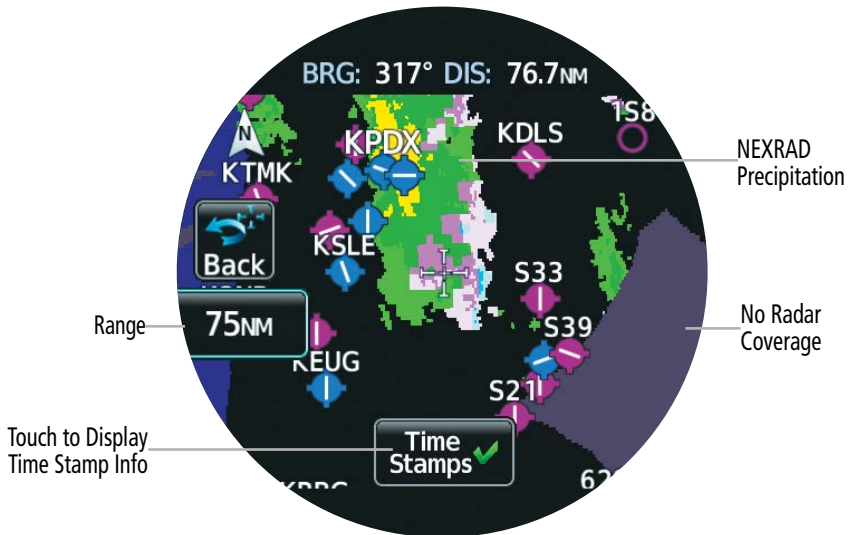 BRG: 317° DIS: 76.7NM
1S8
KPDX
KDLS
NEXRAD
Precipitation
N
KTMK
KSLE
Back
S33
Range
75NM
S39
No Radar
Coverage
KEUG
S21
Touch to Display
Time Stamp Info
Time
Stamps